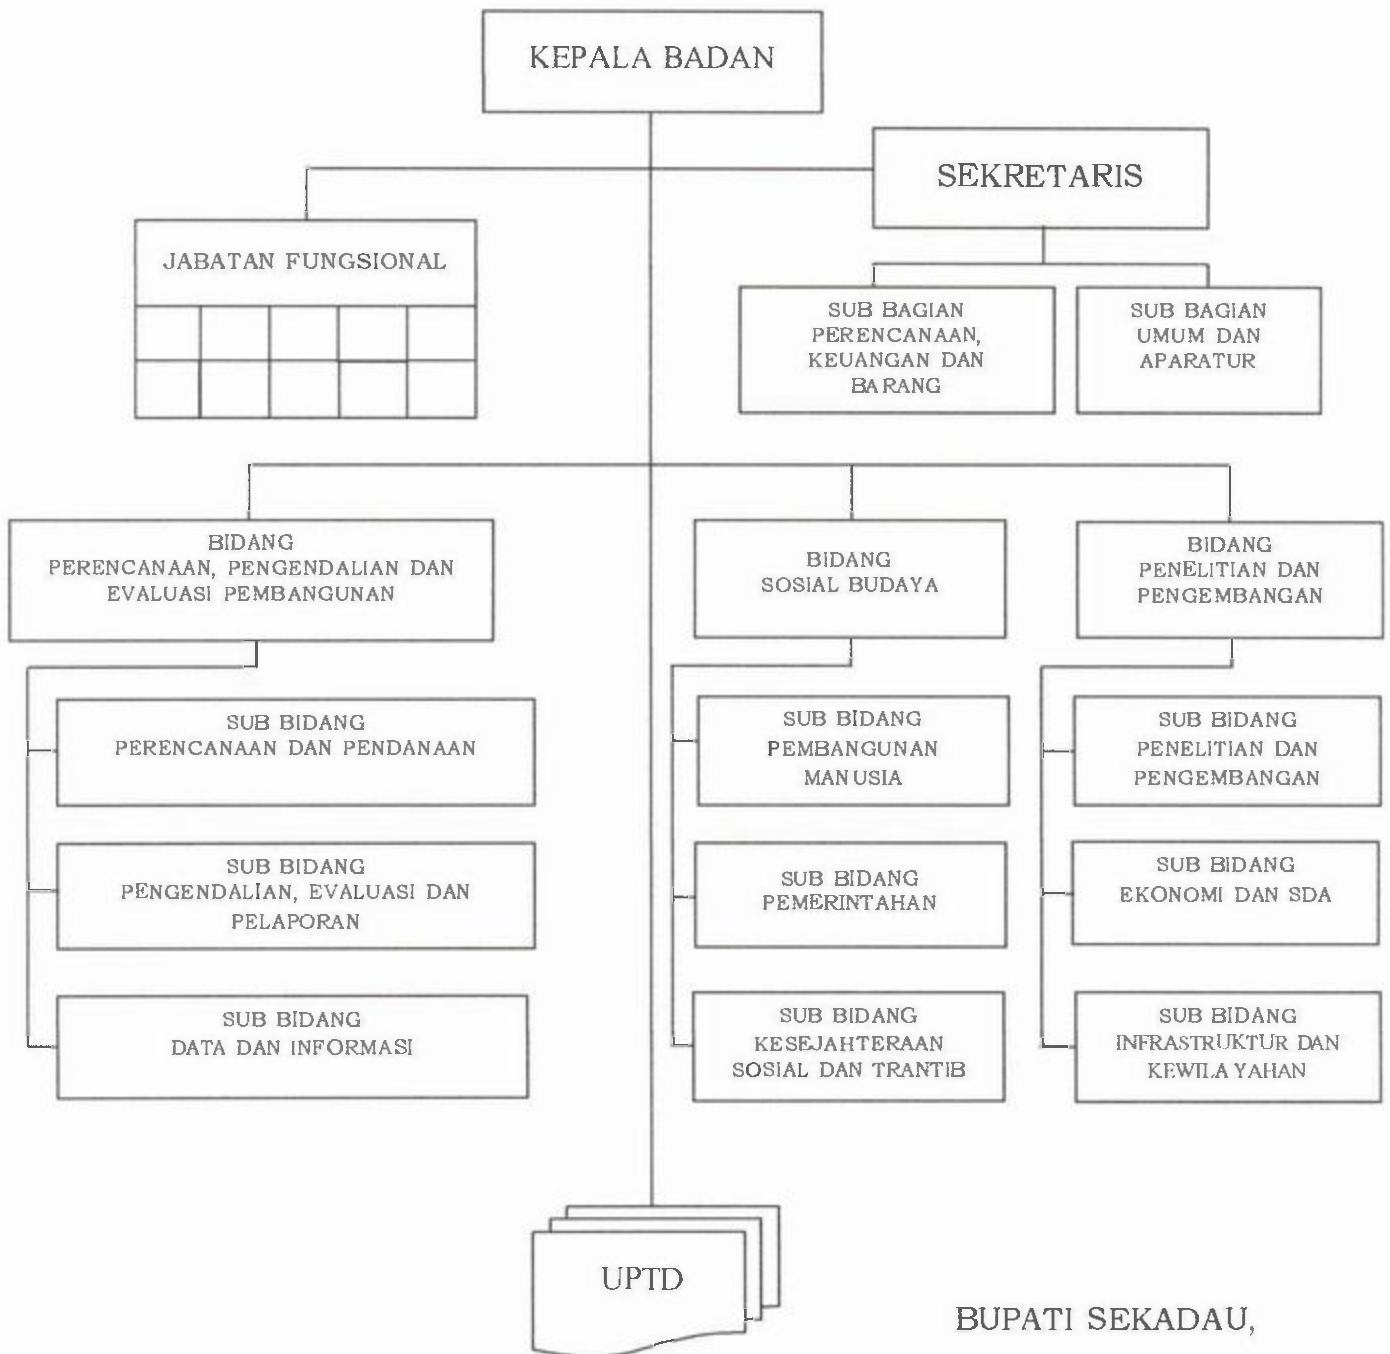 KEPALA BADAN
SEKRETARIS
JABATAN FUNGSIONAL
SUB BAGIAN
PERENCANAAN,
KEUANGAN DAN
BARANG
SUB BAGIAN
UMUM DAN
APARATUR
BIDANG
PERENCANAAN, PENGENDALIAN DAN
EVALUASI PEMBANGUNAN
BIDANG
SOSIAL BUDAYA
BIDANG
PENELITIAN DAN
PENGEMBANGAN
SUB BIDANG
PERENCANAAN DAN PENDANAAN
SUB BIDANG
PENGENDALIAN, EVALUASI DAN
PELAPORAN
SUB BIDANG
DATA DAN INFORMASI
SUB BIDANG
PEMBANGUNAN
MANUSIA
SUB BIDANG
PEMERINTAHAN
SUB BIDANG
KESEJAHTERAAN
SOSIAL DAN TRANTIB
SUB BIDANG
PENELITIAN DAN
PENGEMBANGAN
SUB BIDANG
EKONOMI DAN SDA
SUB BIDANG
INFRASTRUKTUR DAN
KEWILAYAHAN
UPTD
BUPATI SEKADAU,